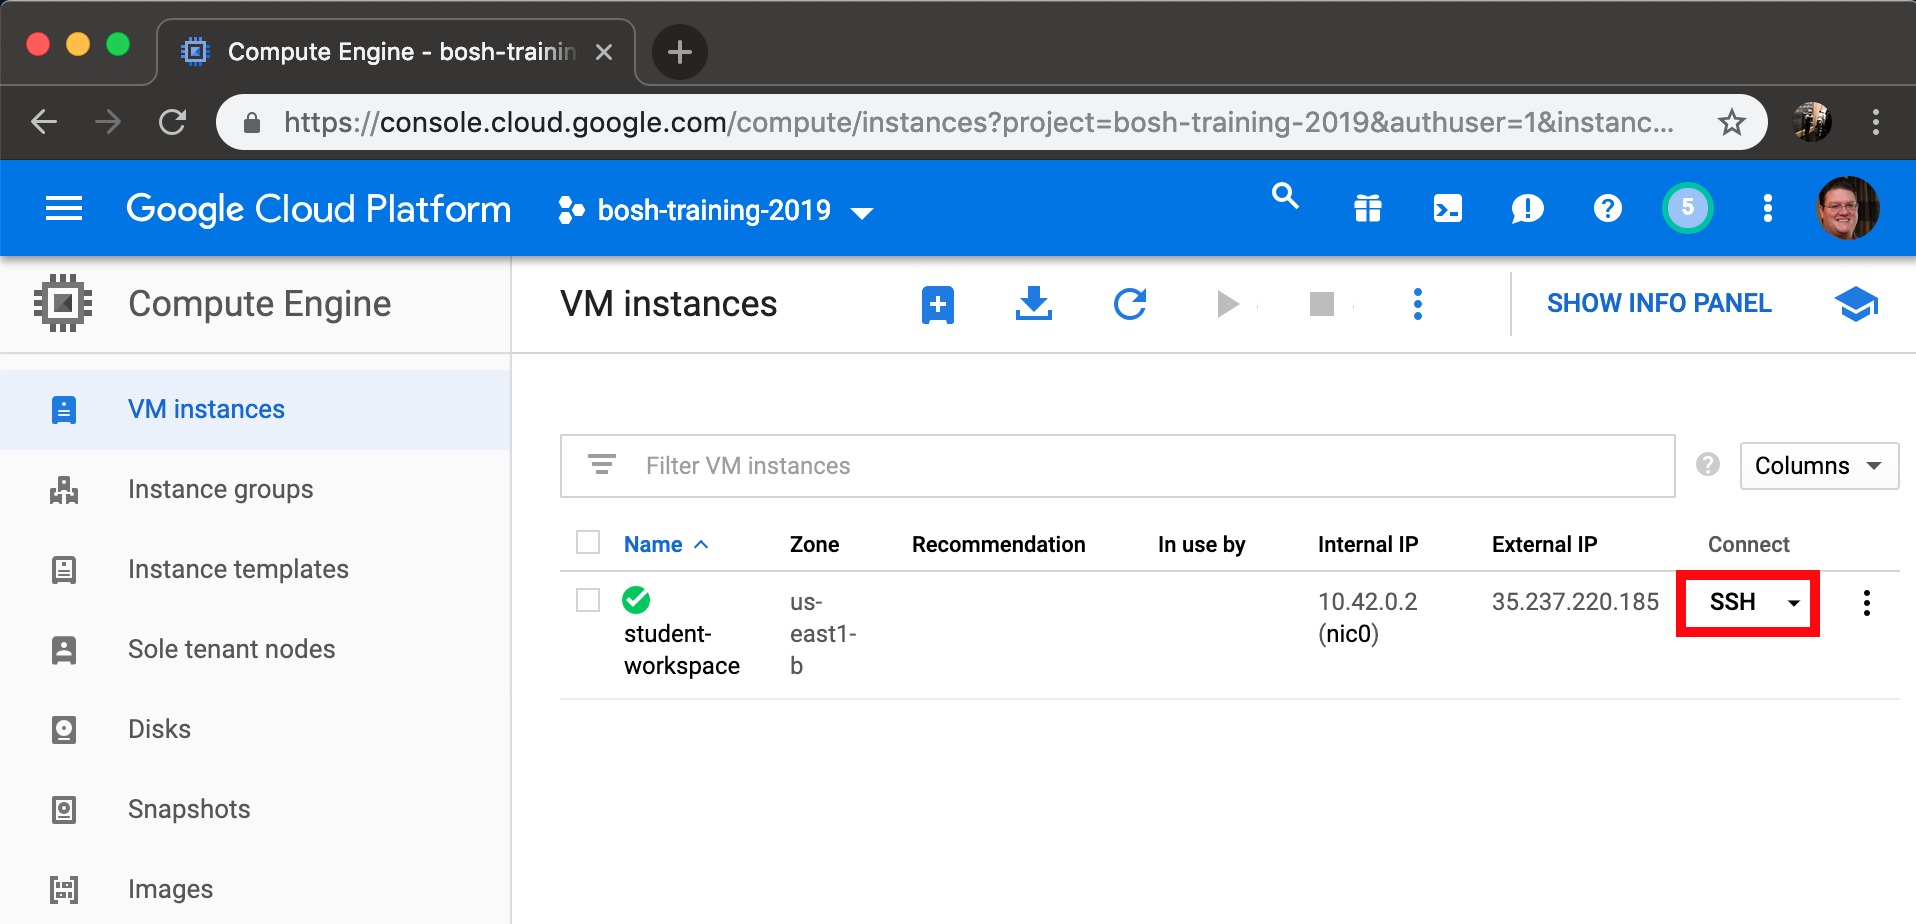 Compute Engine - bosh-trainin
https://console.cloud.google.com/compute/instances?project=bosh-training-2019&authuser=1&instanc...
Google Cloud Platform
bosh-training-2019
5
Compute Engine
VM instances
SHOW INFO PANEL
VM instances
Instance groups
Instance templates
Sole tenant nodes
Disks
Snapshots
Images
Filter VM instances
Columns
Name Zone Recommendation In use by Internal IP External IP Connect
us- 10.42.0.2 35.237.220.185 SSH
student- east1- (nic0)
workspace b